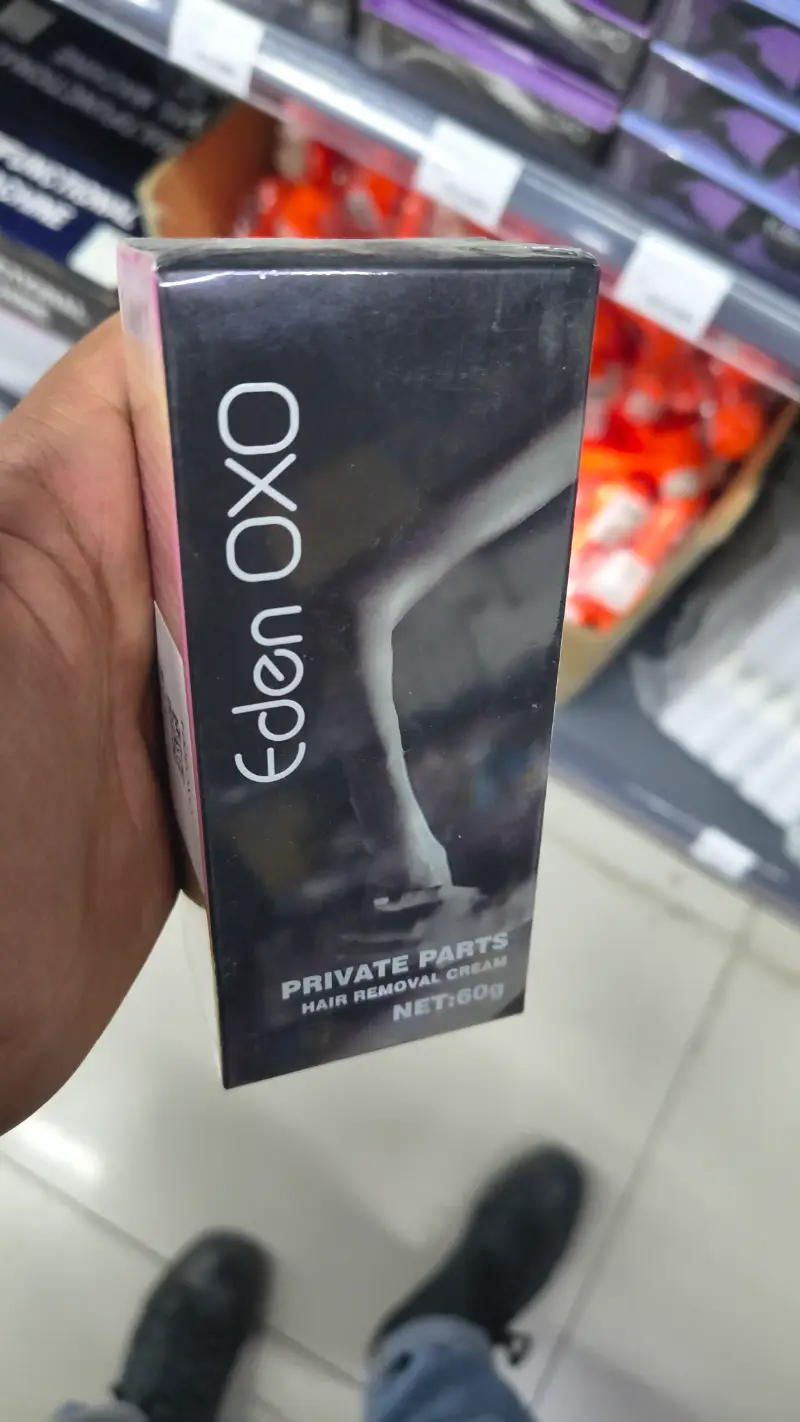 Eden OXO
PRIVATE PARTS
HAIR REMOVAL CREAM
NET:60g